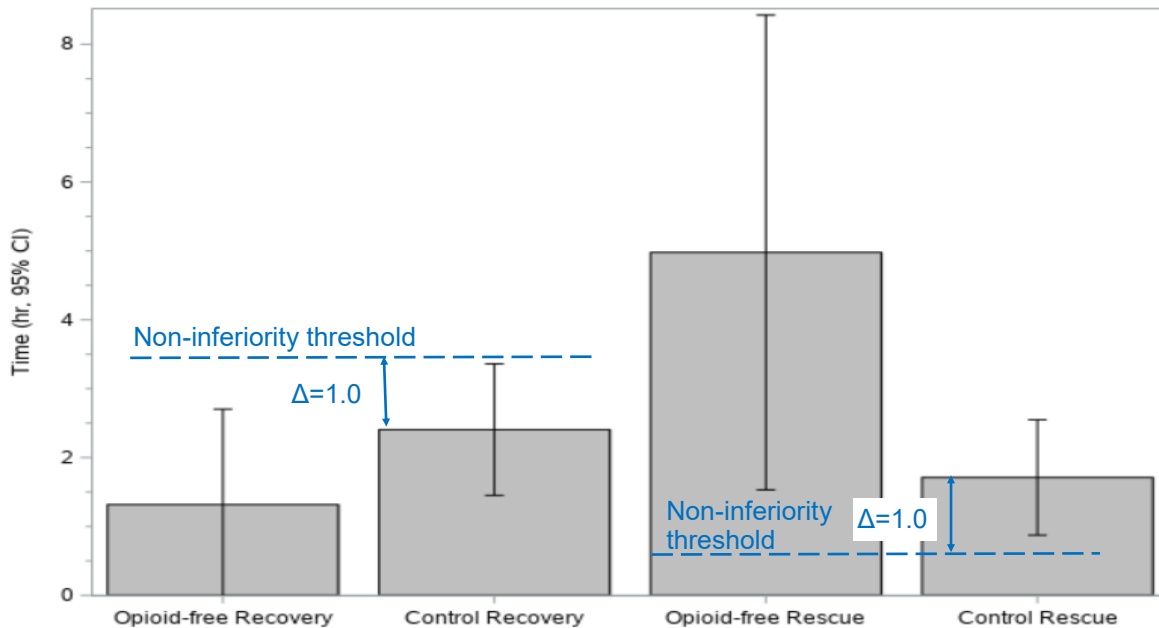 Time (hr, 95% CI)
8
6
4
2
0
Non-inferiority threshold
Δ=1.0
Non-inferiority
threshold
Δ=1.0
Opioid-free Recovery
Control Recovery
Opioid-free Rescue
Control Rescue